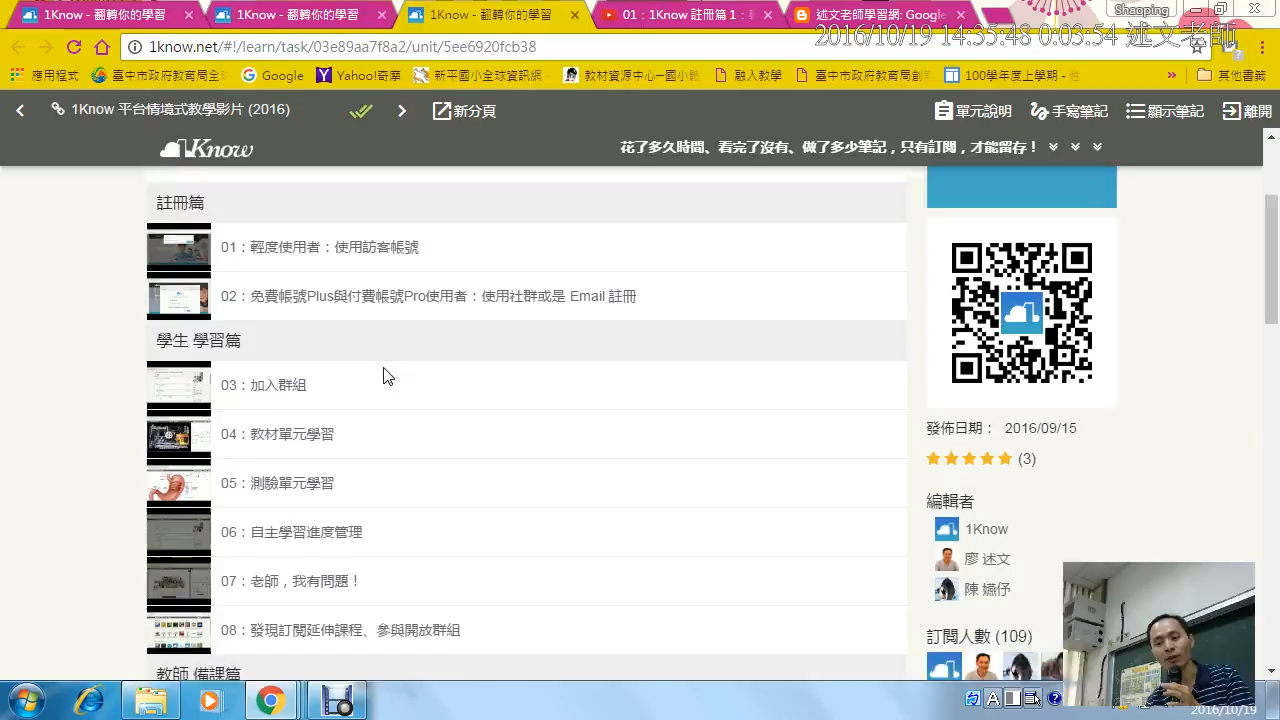 1Know - 翻轉你的學習
1Know - 翻轉你的學習
1Know - 翻轉你的學習
01：1Know 註冊篇 1：
述文老師學習網: Google
Shaoping
2016/10/19 14:35:48 0:03:54 述文老師
1know.net/#!/learn/task/03e89aa7f8a2/unit/5ee6920fcb38
應用程式
臺中市政府教育局全
Google
Yahoo!奇摩
和平國小全球資訊網
教材資源中心—國小
融入教學
臺中市政府教育局創
100學年度上學期 - 性
»
其他書籤
1Know 平台情境式教學影片 (2016)
新分頁
單元說明
手寫筆記
顯示筆記
離開
1Know
花了多久時間、看完了沒有、做了多少筆記，只有訂閱，才能留存！
註冊篇
01：輕度使用者：使用訪客帳號
02：免費帳號Plus與付費帳號Pro使用者：使用社群或是 Email 註冊
學生 學習篇
03：加入群組
04：教材單元學習
05：測驗單元學習
06：自主學習進度管理
07：老師，我有問題！
08：發現訂閱延伸課程、參與開放群組
教師 備課篇
發佈日期： 2016/09/15
(3)
編輯者
1Know
廖 述文
陳 嬿伃
訂閱人數 (109)
2016/10/19